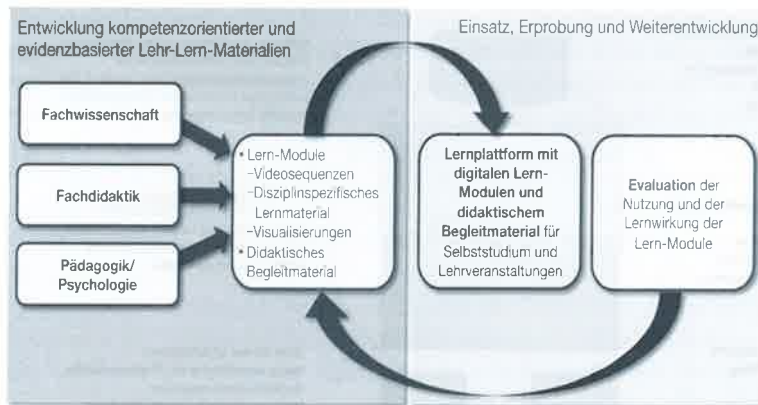 Entwicklung kompetenzorientierter und
evidenzbasierter Lehr-Lern-Materialien
Einsatz, Erprobung und Weiterentwicklung
Fachwissenschaft
Fachdidaktik
Pädagogik/
Psychologie
• Lern-Module
–Videosequenzen
–Disziplinspezifisches
Lernmaterial
–Visualisierungen
• Didaktisches
Begleitmaterial
Lernplattform mit
digitalen Lern-
Modulen und
didaktischem
Begleitmaterial für
Selbststudium und
Lehrveranstaltungen
Evaluation der
Nutzung und der
Lernwirkung der
Lern-Module